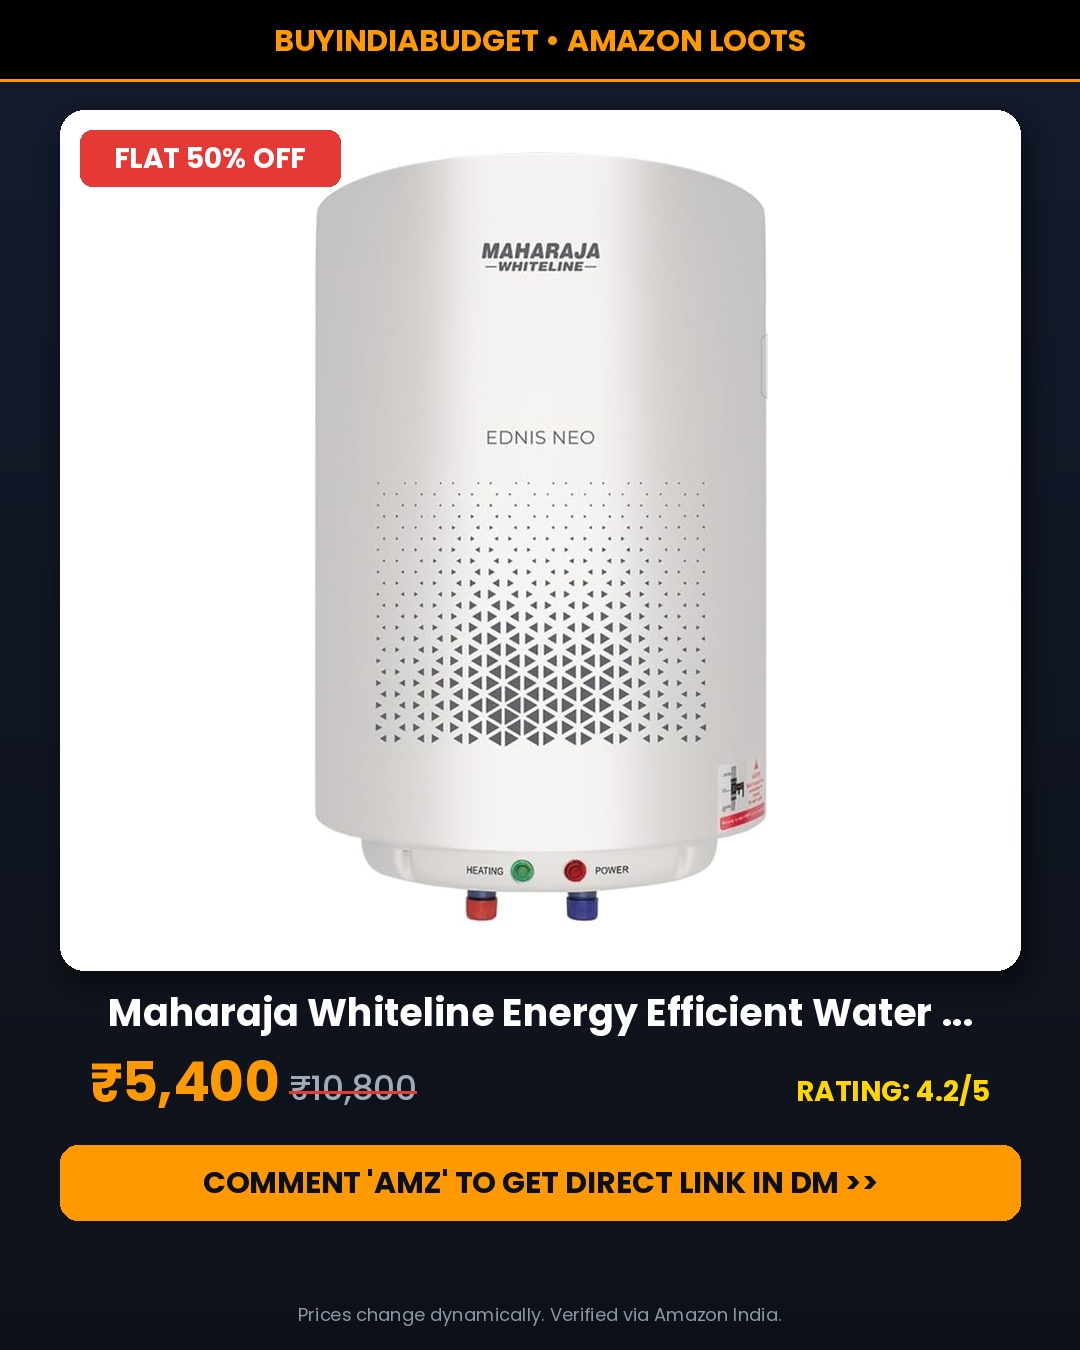 BUYINDIABUDGET • AMAZON LOOTS
FLAT 50% OFF
MAHARAJA
WHITELINE
EDNIS NEO
HEATING
POWER
Maharaja Whiteline Energy Efficient Water ...
₹5,400 ₹10,800
RATING: 4.2/5
COMMENT 'AMZ' TO GET DIRECT LINK IN DM >>
Prices change dynamically. Verified via Amazon India.